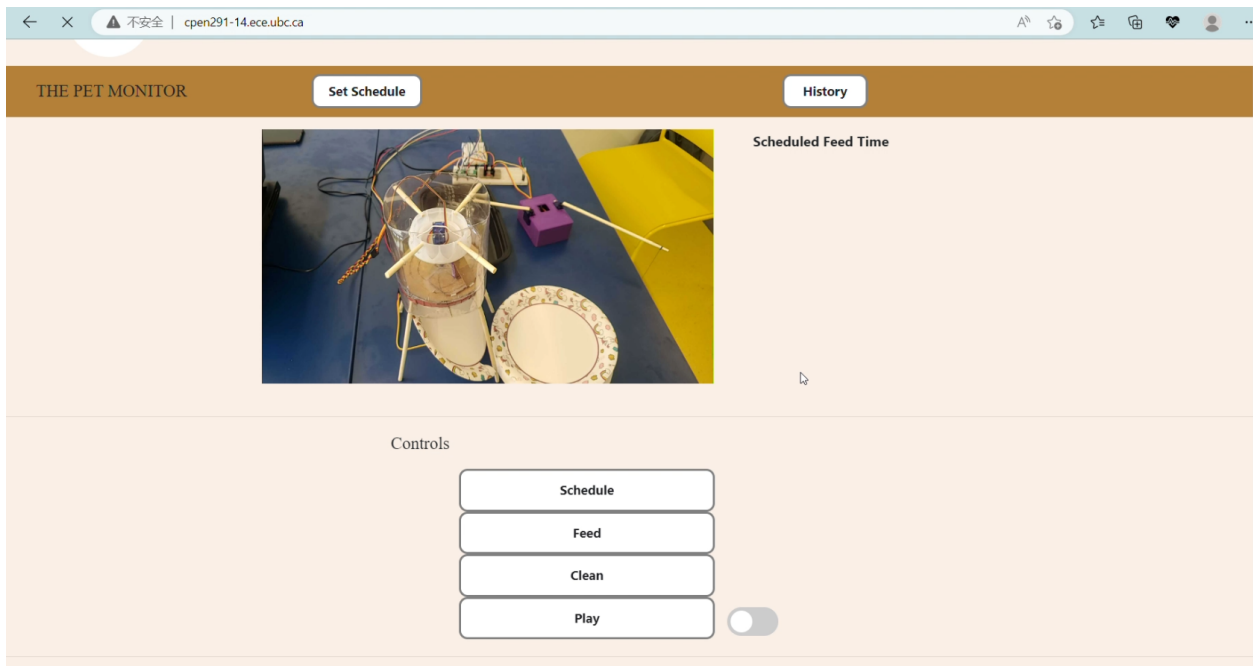 不安全 | cpen291-14.ece.ubc.ca
THE PET MONITOR
Set Schedule
History
Scheduled Feed Time
Controls
Schedule
Feed
Clean
Play